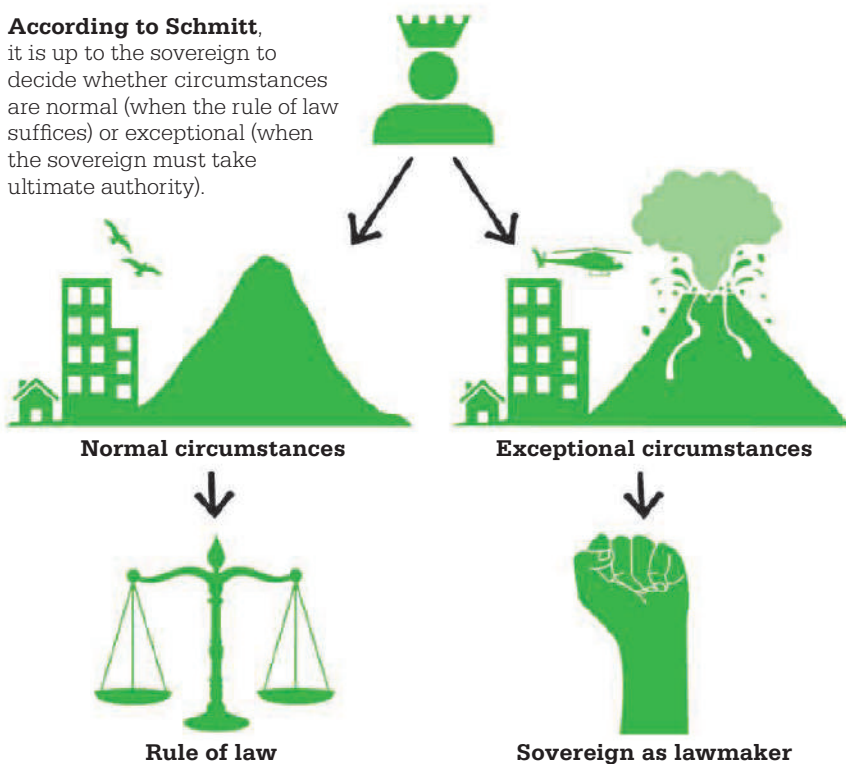 According to Schmitt,
it is up to the sovereign to
decide whether circumstances
are normal (when the rule of law
suffices) or exceptional (when
the sovereign must take
ultimate authority).
Normal circumstances
Exceptional circumstances
Rule of law
Sovereign as lawmaker